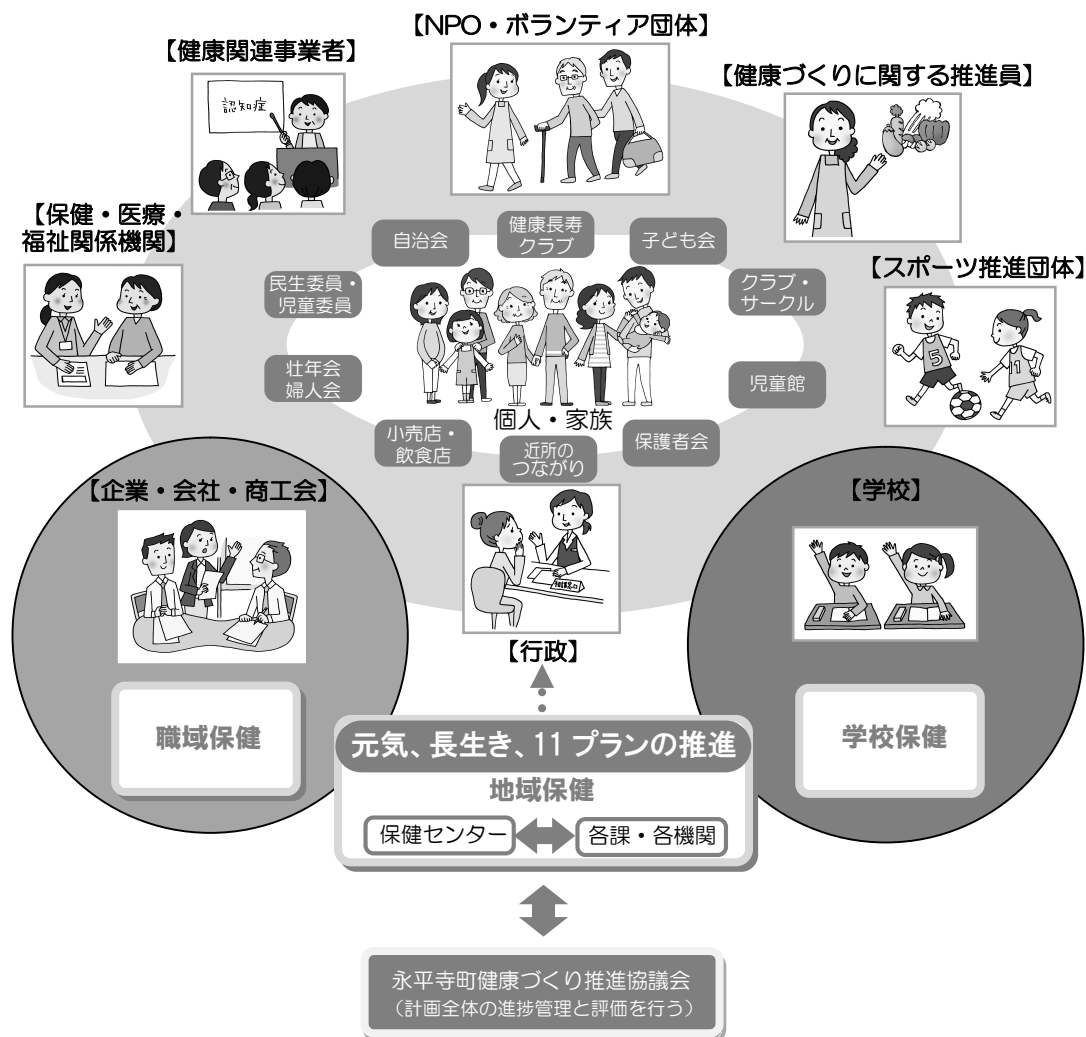 【NPO・ボランティア団体】
【健康関連事業者】
【健康づくりに関する推進員】
認知症
【保健・医療・
福祉関係機関】
【スポーツ推進団体】
自治会
健康長寿
クラブ
子ども会
民生委員・
児童委員
クラブ・
サークル
5
1
壮年会
婦人会
児童館
個人・家族
小売店・
飲食店
近所の
つながり
保護者会
【企業・会社・商工会】
【学校】
相談窓口
【行政】
職域保健
学校保健
元気、長生き、11 プランの推進
地域保健
保健センター
各課・各機関
永平寺町健康づくり推進協議会
（計画全体の進捗管理と評価を行う）